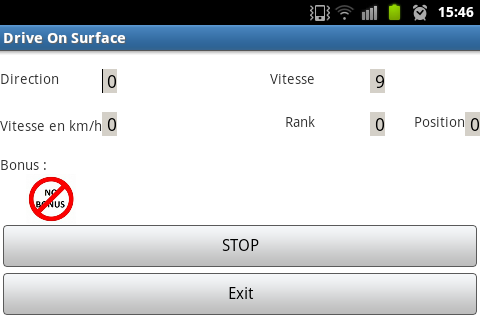 15:46
Drive On Surface
Direction 0 Vitesse 9
Vitesse en km/h 0 Rank 0 Position 0
Bonus :
NO
BONUS
STOP
Exit